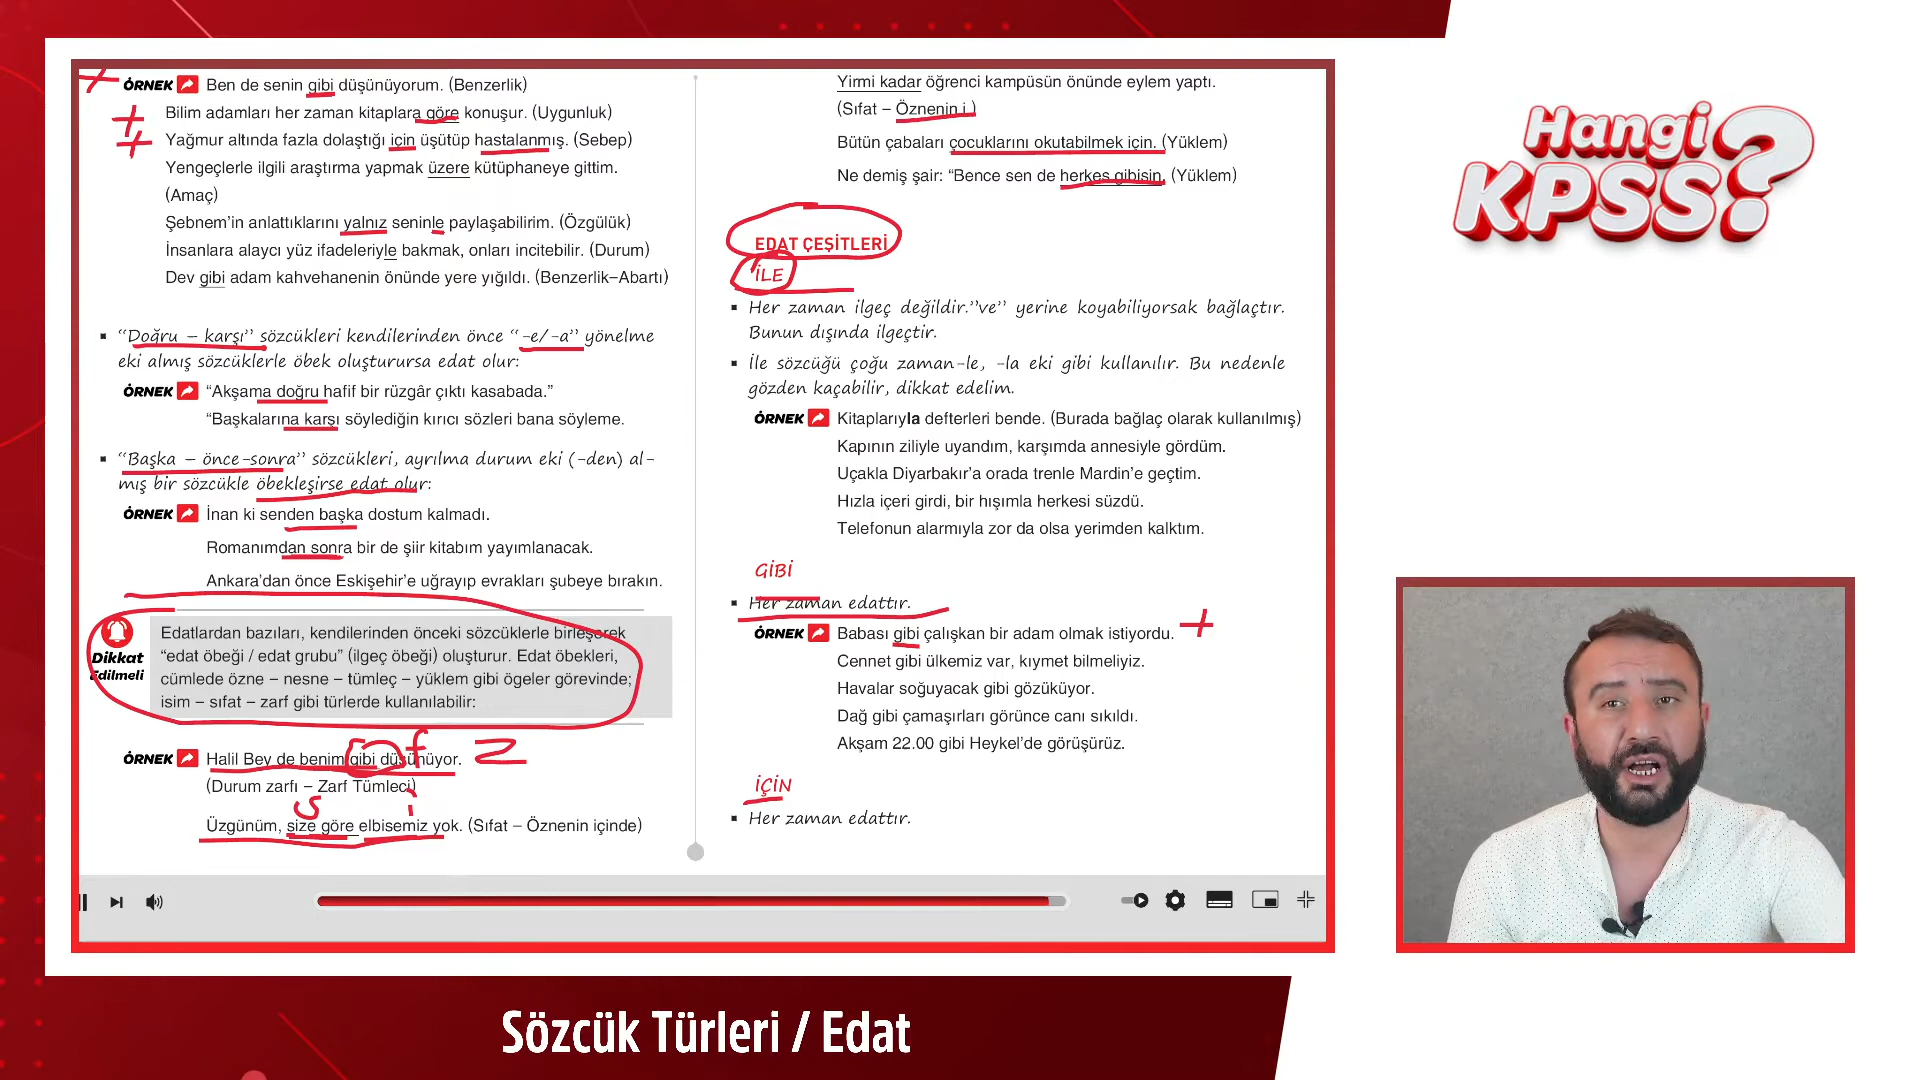 ÖRNEK Ben de senin gibi düşünüyorum. (Benzerlik)
Bilim adamları her zaman kitaplara göre konuşur. (Uygunluk)
Yağmur altında fazla dolaştığı için üşütüp hastalanmış. (Sebep)
Yengeçlerle ilgili araştırma yapmak üzere kütüphaneye gittim.
(Amaç)
Şebnem’in anlattıklarını yalnız seninle paylaşabilirim. (Özgülük)
İnsanlara alaycı yüz ifadeleriyle bakmak, onları incitebilir. (Durum)
Dev gibi adam kahvehanenin önünde yere yığıldı. (Benzerlik–Abartı)
▪ “Doğru – karşı” sözcükleri kendilerinden önce “-e/-a” yönelme
eki almış sözcüklerle öbek oluşturursa edat olur:
ÖRNEK “Akşama doğru hafif bir rüzgâr çıktı kasabada.”
“Başkalarına karşı söylediğin kırıcı sözleri bana söyleme.
▪ “Başka – önce-sonra” sözcükleri, ayrılma durum eki (-den) al-
mış bir sözcükle öbekleşirse edat olur:
ÖRNEK İnan ki senden başka dostum kalmadı.
Romanımdan sonra bir de şiir kitabım yayımlanacak.
Ankara’dan önce Eskişehir’e uğrayıp evrakları şubeye bırakın.
Dikkat
Edilmeli
Edatlardan bazıları, kendilerinden önceki sözcüklerle birleşerek
“edat öbeği / edat grubu” (ilgeç öbeği) oluşturur. Edat öbekleri,
cümlede özne – nesne – tümleç – yüklem gibi ögeler görevinde;
isim – sıfat – zarf gibi türlerde kullanılabilir:
ÖRNEK Halil Bey de benim gibi düşünüyor.
(Durum zarfı – Zarf Tümleci)
Üzgünüm, size göre elbisemiz yok. (Sıfat – Öznenin içinde)
Yirmi kadar öğrenci kampüsün önünde eylem yaptı.
(Sıfat – Öznenin i.)
Bütün çabaları çocuklarını okutabilmek için. (Yüklem)
Ne demiş şair: “Bence sen de herkes gibisin. (Yüklem)
EDAT ÇEŞİTLERİ
İLE
▪ Her zaman ilgeç değildir.”ve” yerine koyabiliyorsak bağlaçtır.
Bunun dışında ilgeçtir.
▪ İle sözcüğü çoğu zaman-le, -la eki gibi kullanılır. Bu nedenle
gözden kaçabilir, dikkat edelim.
ÖRNEK Kitaplarıyla defterleri bende. (Burada bağlaç olarak kullanılmış)
Kapının ziliyle uyandım, karşımda annesiyle gördüm.
Uçakla Diyarbakır’a orada trenle Mardin’e geçtim.
Hızla içeri girdi, bir hışımla herkesi süzdü.
Telefonun alarmıyla zor da olsa yerimden kalktım.
GİBİ
▪ Her zaman edattır.
ÖRNEK Babası gibi çalışkan bir adam olmak istiyordu.
Cennet gibi ülkemiz var, kıymet bilmeliyiz.
Havalar soğuyacak gibi gözüküyor.
Dağ gibi çamaşırları görünce canı sıkıldı.
Akşam 22.00 gibi Heykel’de görüşürüz.
İÇİN
▪ Her zaman edattır.
Hangi
KPSS?
Sözcük Türleri / Edat